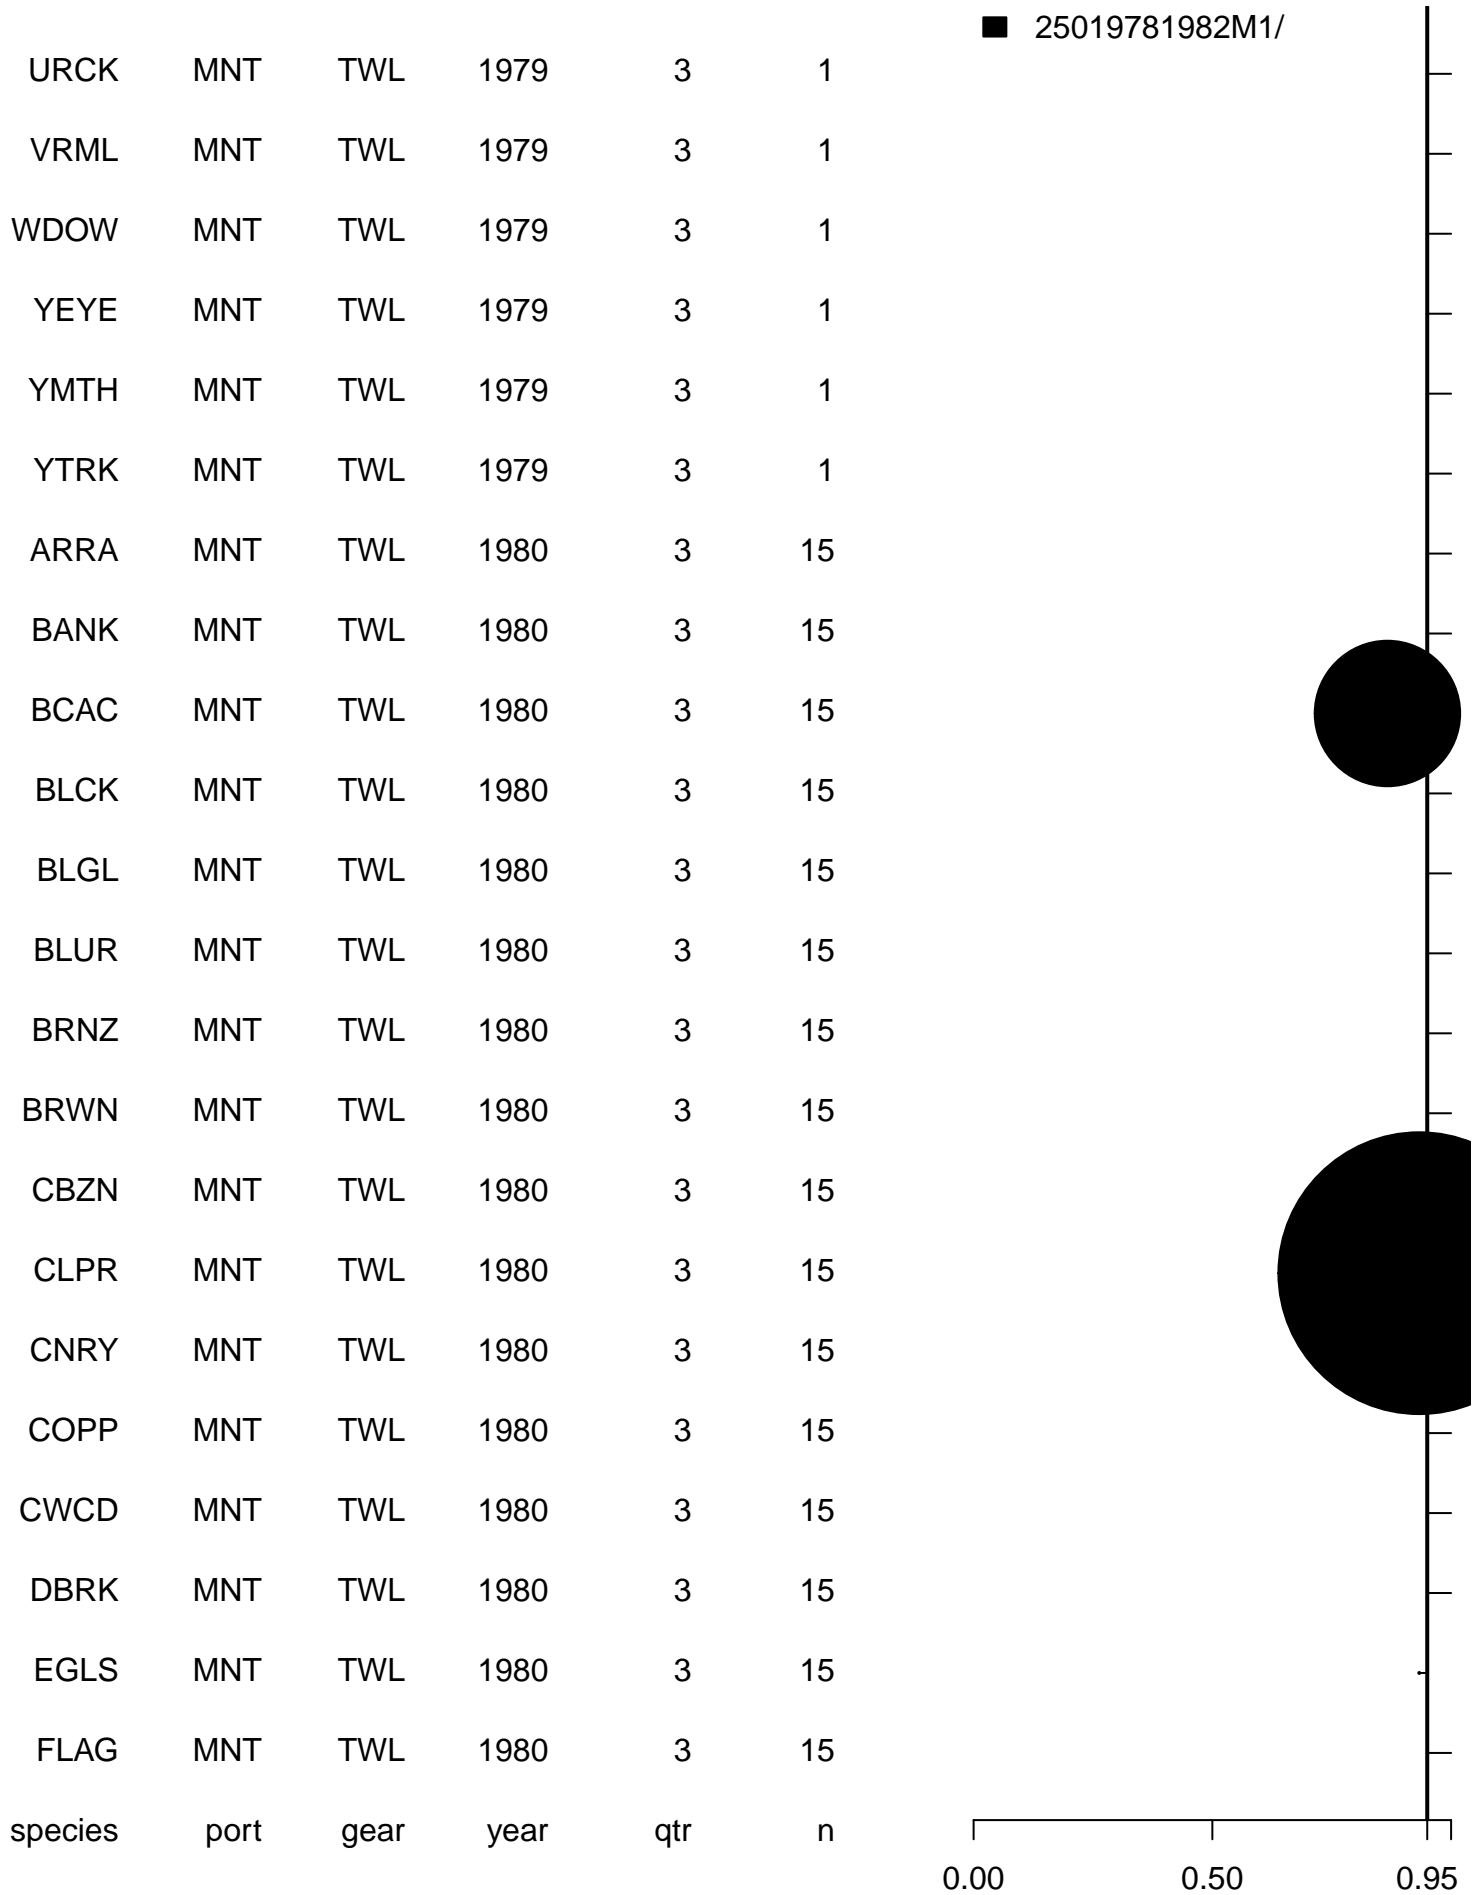 25019781982M1/
URCK MNT TWL 1979 3 1
VRML MNT TWL 1979 3 1
WDOW MNT TWL 1979 3 1
YEYE MNT TWL 1979 3 1
YMTH MNT TWL 1979 3 1
YTRK MNT TWL 1979 3 1
ARRA MNT TWL 1980 3 15
BANK MNT TWL 1980 3 15
BCAC MNT TWL 1980 3 15
BLCK MNT TWL 1980 3 15
BLGL MNT TWL 1980 3 15
BLUR MNT TWL 1980 3 15
BRNZ MNT TWL 1980 3 15
BRWN MNT TWL 1980 3 15
CBZN MNT TWL 1980 3 15
CLPR MNT TWL 1980 3 15
CNRY MNT TWL 1980 3 15
COPP MNT TWL 1980 3 15
CWCD MNT TWL 1980 3 15
DBRK MNT TWL 1980 3 15
EGLS MNT TWL 1980 3 15
FLAG MNT TWL 1980 3 15
species port gear year qtr n
0.00 0.50 0.95